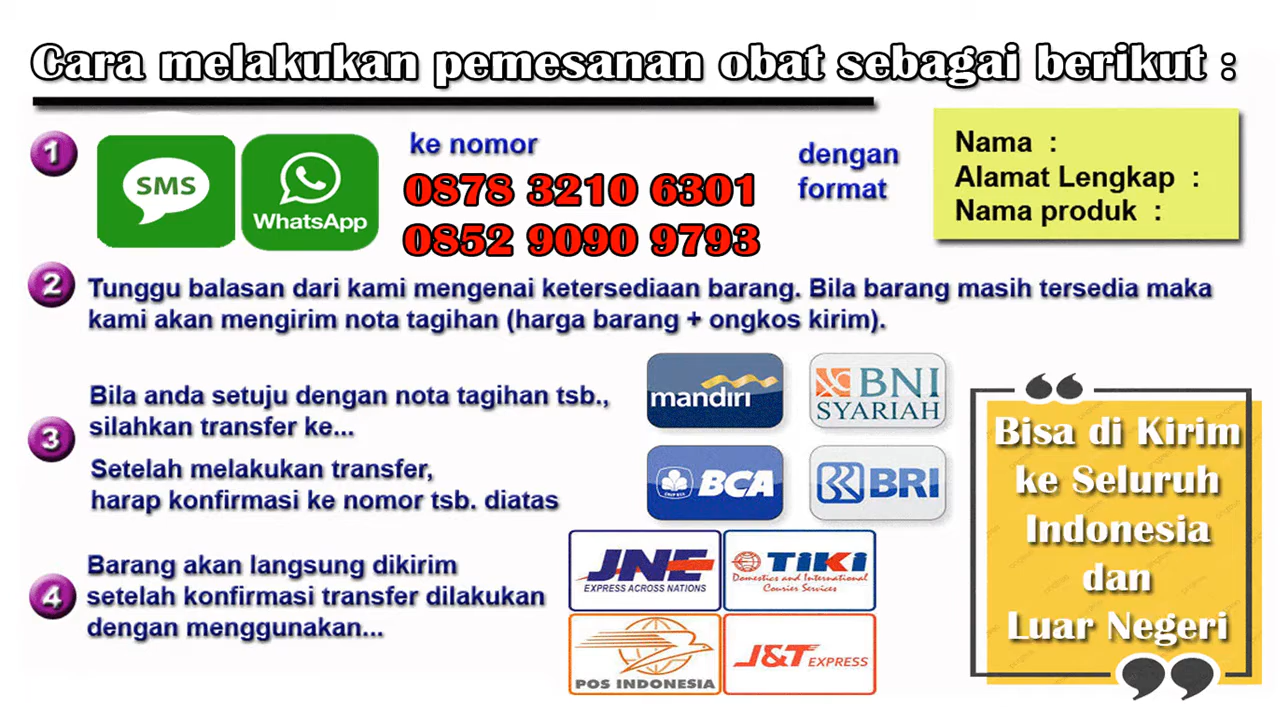 Cara melakukan pemesanan obat sebagai berikut :
1
SMS
WhatsApp
ke nomor
0878 3210 6301
0852 9090 9793
dengan
format
Nama :
Alamat Lengkap :
Nama produk :
2
Tunggu balasan dari kami mengenai ketersediaan barang. Bila barang masih tersedia maka
kami akan mengirim nota tagihan (harga barang + ongkos kirim).
3
Bila anda setuju dengan nota tagihan tsb.,
silahkan transfer ke...
Setelah melakukan transfer,
harap konfirmasi ke nomor tsb. diatas
mandiri
BNI
SYARIAH
BCA
BRI
4
Barang akan langsung dikirim
setelah konfirmasi transfer dilakukan
dengan menggunakan...
JNE
EXPRESS ACROSS NATIONS
TIKI
Domestics and International
Courier Services
POS INDONESIA
J&T EXPRESS
Bisa di Kirim
ke Seluruh
Indonesia
dan
Luar Negeri